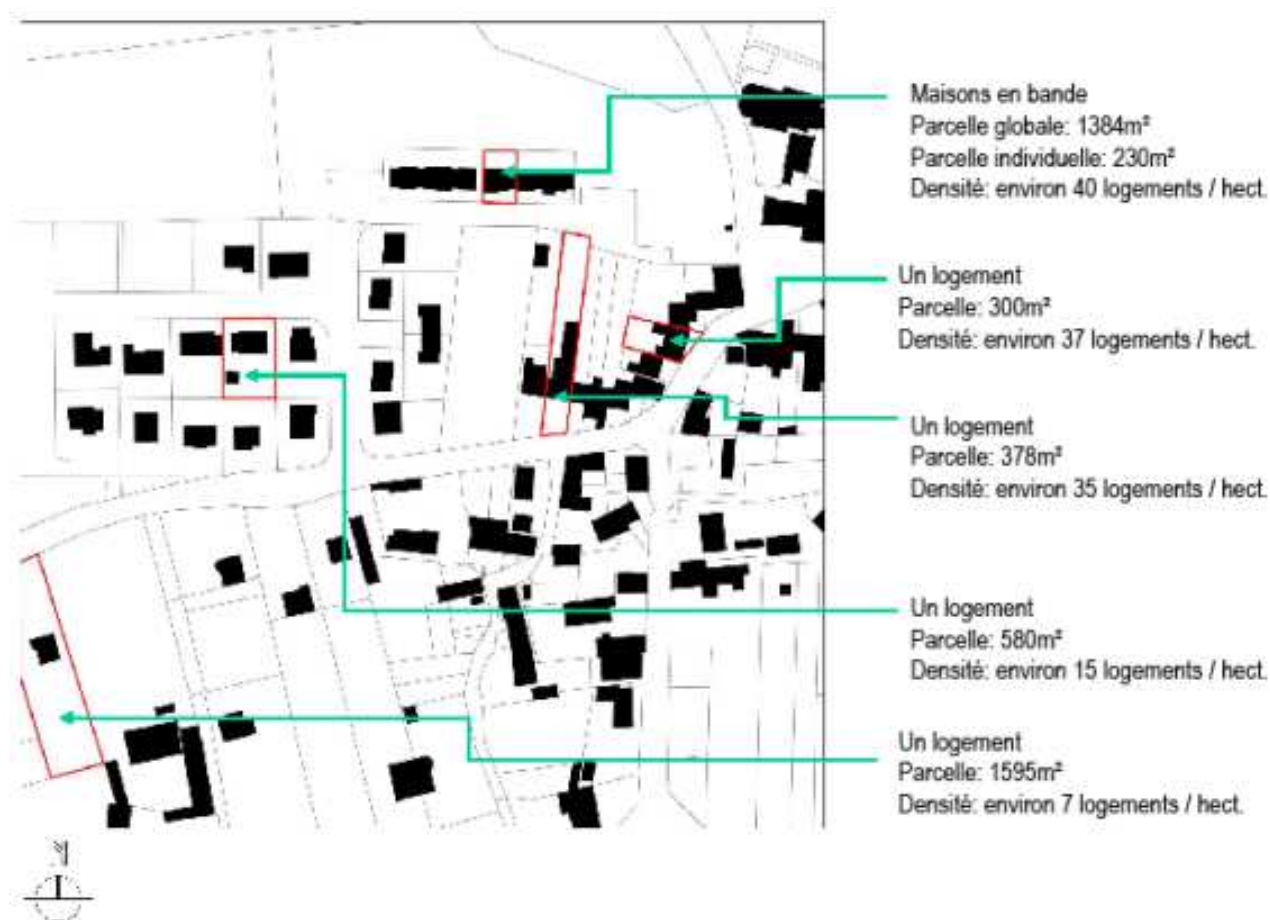 Maisons en bande
Parcelle globale: 1384m²
Parcelle individuelle: 230m²
Densité: environ 40 logements / hect.
Un logement
Parcelle: 300m²
Densité: environ 37 logements / hect.
Un logement
Parcelle: 378m²
Densité: environ 35 logements / hect.
Un logement
Parcelle: 580m²
Densité: environ 15 logements / hect.
Un logement
Parcelle: 1595m²
Densité: environ 7 logements / hect.